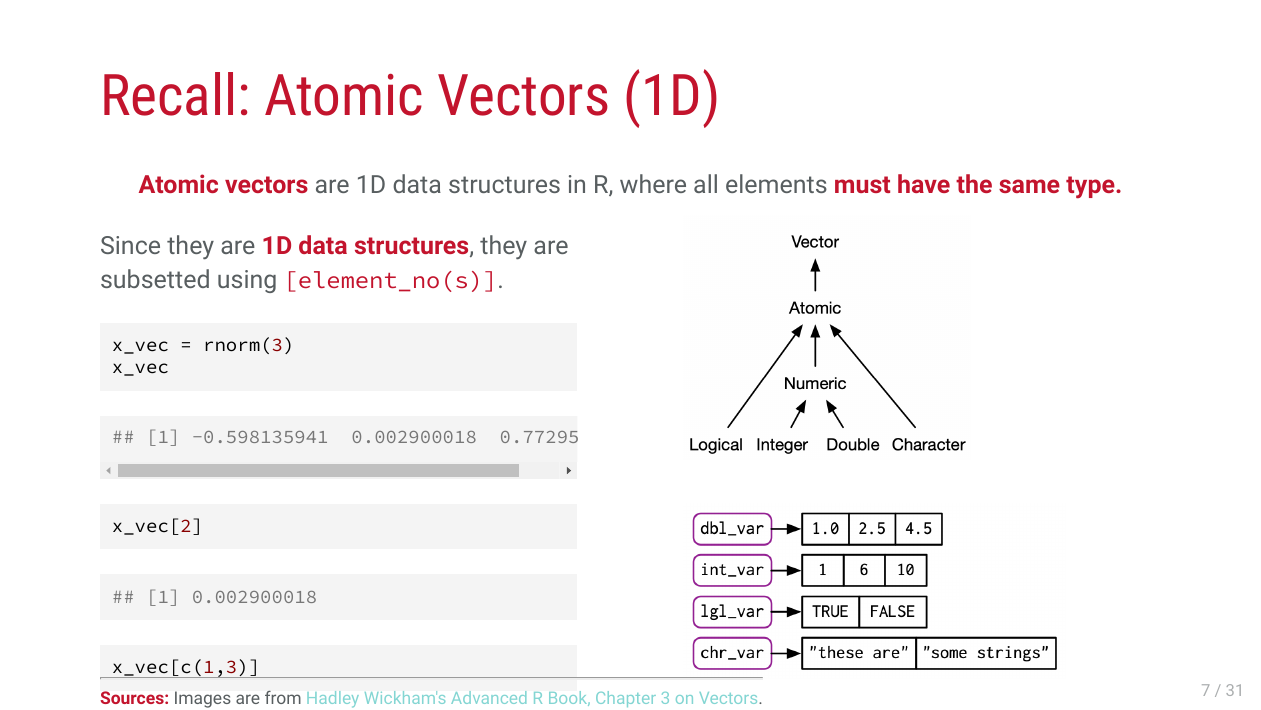 Recall: Atomic Vectors (1D)
Atomic vectors are 1D data structures in R, where all elements must have the same type.
Since they are 1D data structures, they are
subsetted using [element_no(s)].
x_vec = rnorm(3)
x_vec
## [1] -0.598135941  0.002900018  0.77295
x_vec[2]
## [1] 0.002900018
x_vec[c(1,3)]
Vector
Atomic
Numeric
Logical Integer Double Character
dbl_var 1.0 2.5 4.5
int_var 1 6 10
lgl_var TRUE FALSE
chr_var "these are" "some strings"
Sources: Images are from Hadley Wickham's Advanced R Book, Chapter 3 on Vectors.
7 / 31